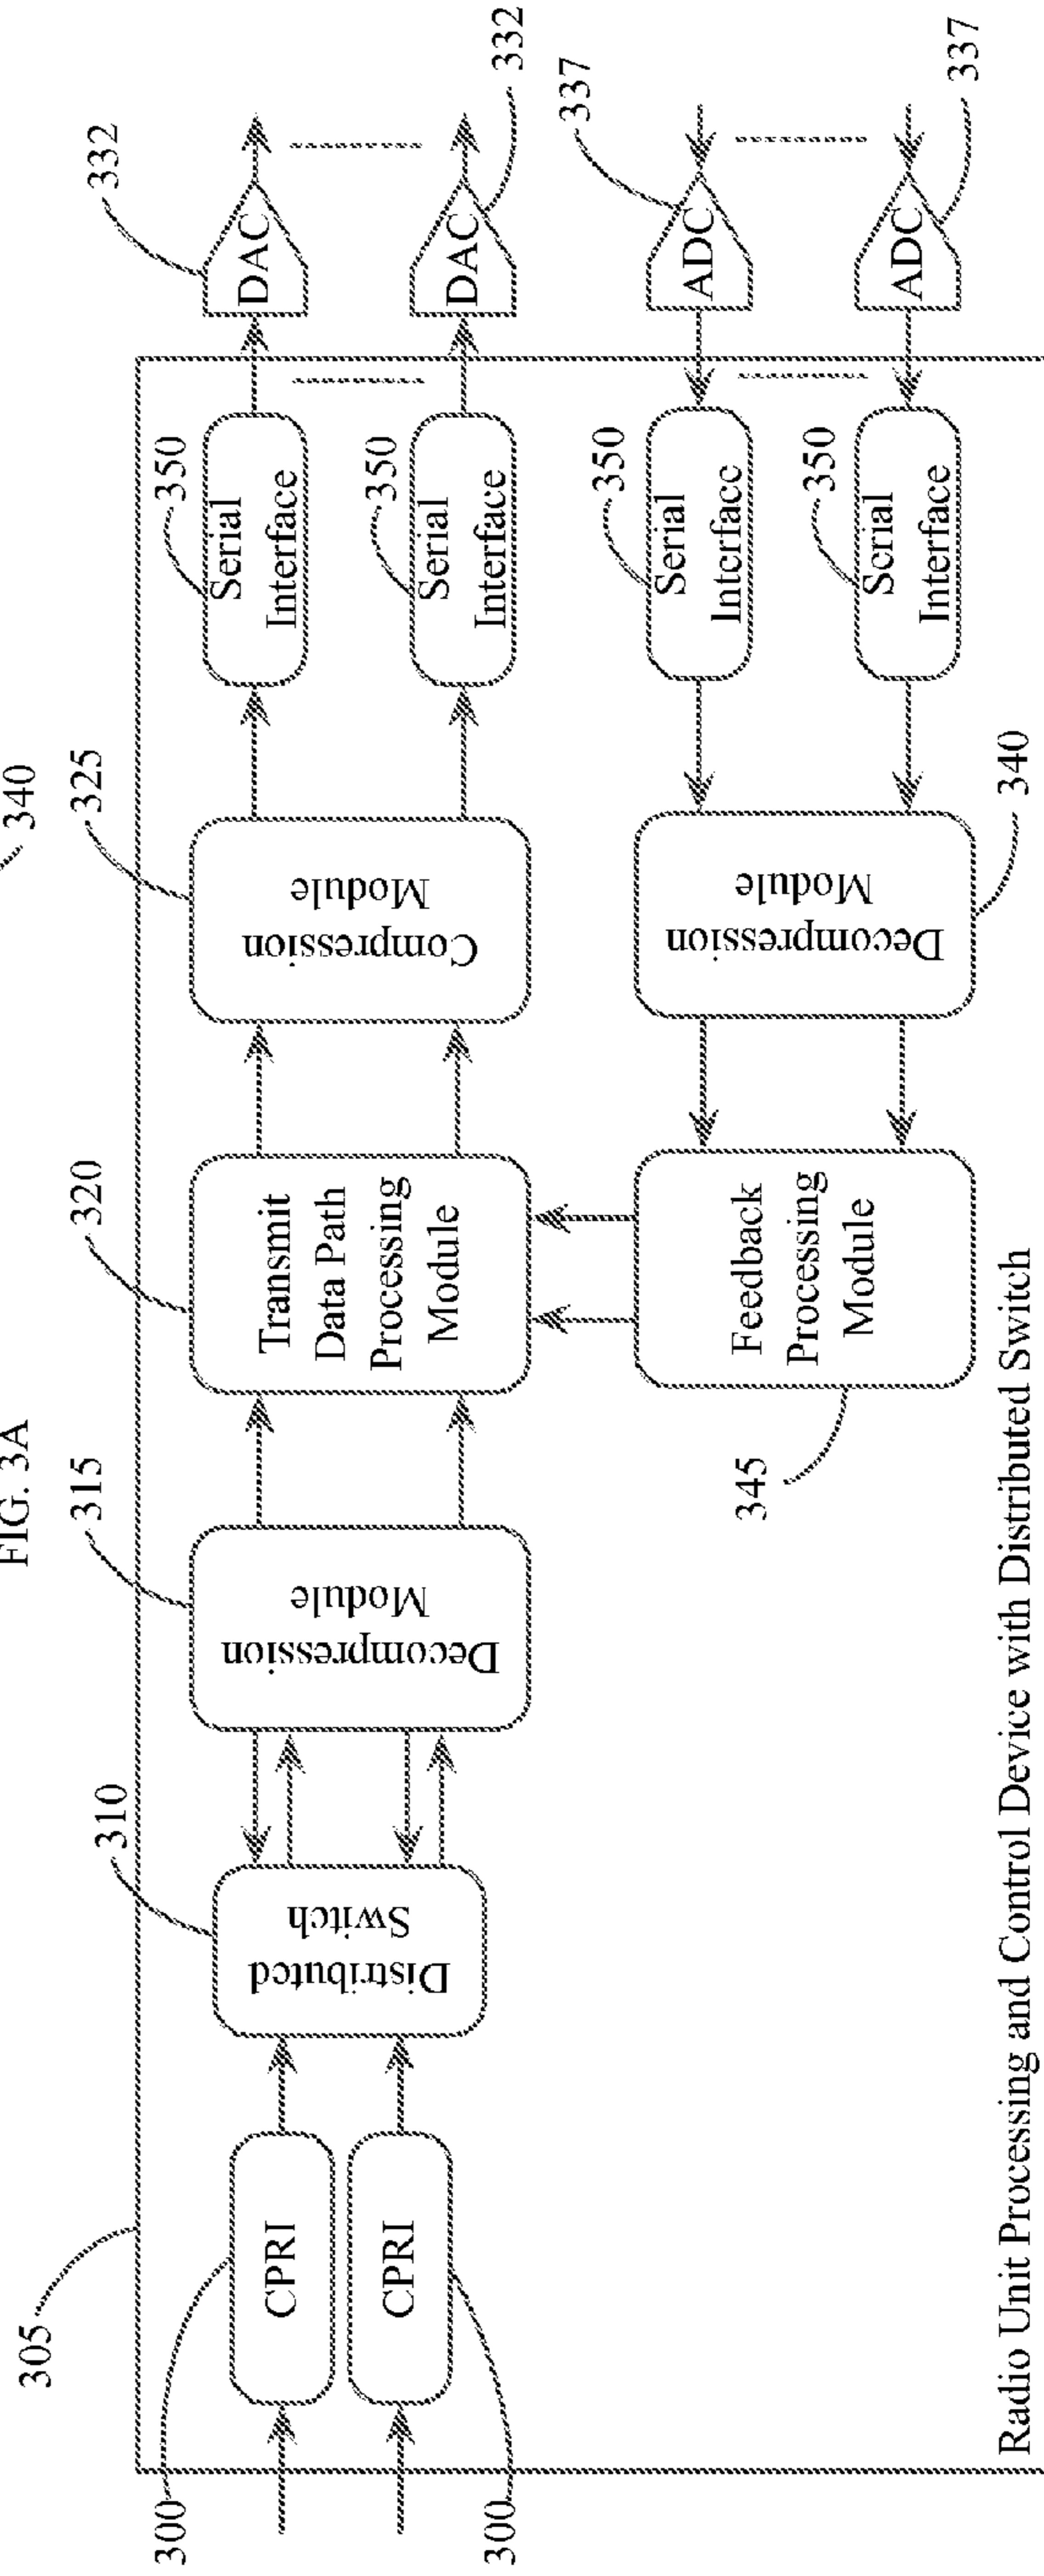 340
FIG. 3A
305
300
CPRI
CPRI
300
310
Distributed
Switch
315
Decompression
Module
320
Transmit
Data Path
Processing
Module
325
Compression
Module
350
Serial
Interface
350
Serial
Interface
332
DAC
DAC
332
345
Feedback
Processing
Module
Decompression
Module
340
350
Serial
Interface
350
Serial
Interface
337
ADC
ADC
337
Radio Unit Processing and Control Device with Distributed Switch